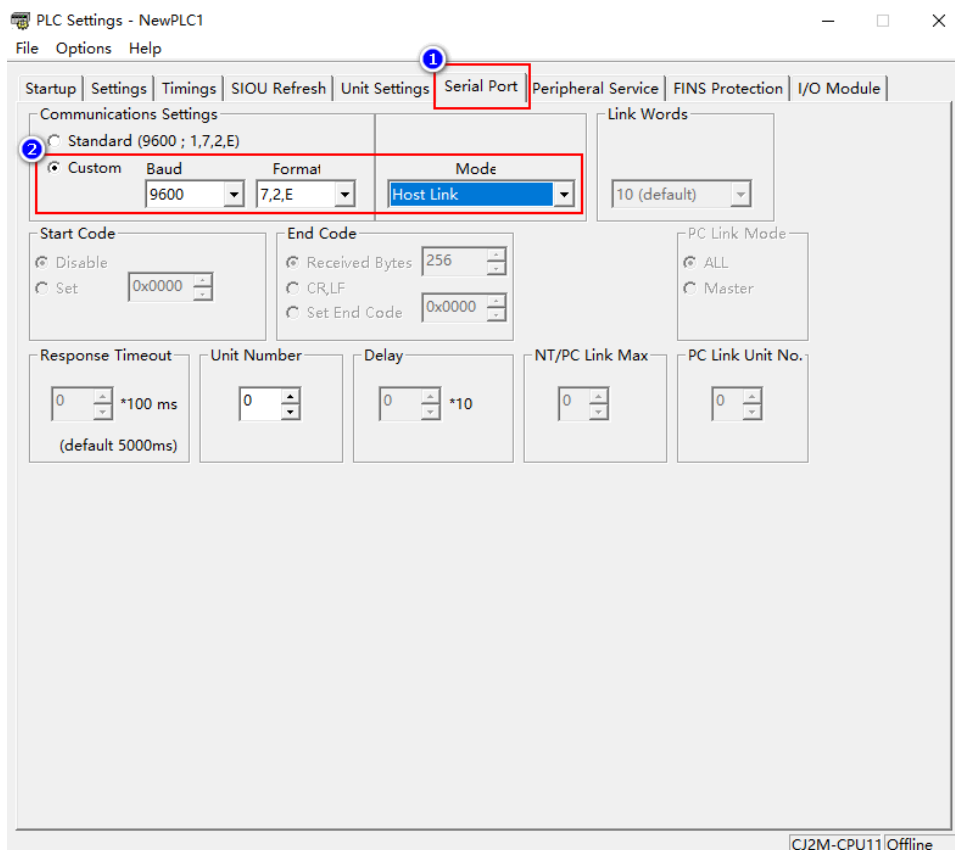 PLC Settings - NewPLC1
File Options Help
1
Startup Settings Timings SIOU Refresh Unit Settings Serial Port Peripheral Service FINS Protection I/O Module
Communications Settings
Link Words
Standard (9600 ; 1,7,2,E)
2
Custom Baud Format Mode
9600 7,2,E Host Link 10 (default)
Start Code End Code PC Link Mode
Disable Received Bytes 256 ALL
Set 0x0000 CR,LF Master
Set End Code 0x0000
Response Timeout Unit Number Delay NT/PC Link Max PC Link Unit No.
0 *100 ms 0 0 *10 0 0
(default 5000ms)
CJ2M-CPU11 Offline